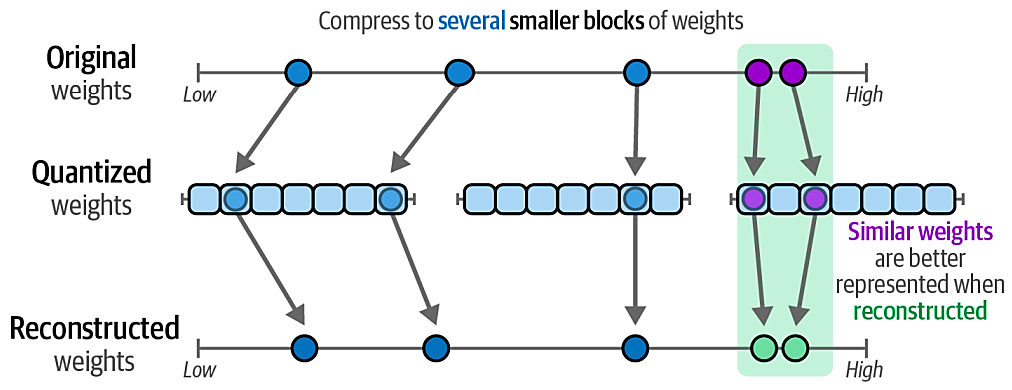 Compress to several smaller blocks of weights
Original
weights
Low
High
Quantized
weights
Similar weights
are better
represented when
reconstructed
Reconstructed
weights
Low
High